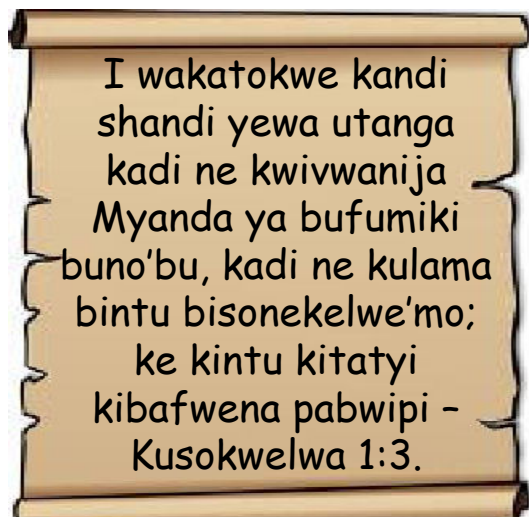 I wakatokwe kandi
shandi yewa utanga
kadi ne kwivwanija
Myanda ya bufumiki
buno'bu, kadi ne kulama
bintu bisonekelwe'mo;
ke kintu kitatyi
kibafwena pabwipi –
Kusokwelwa 1:3.